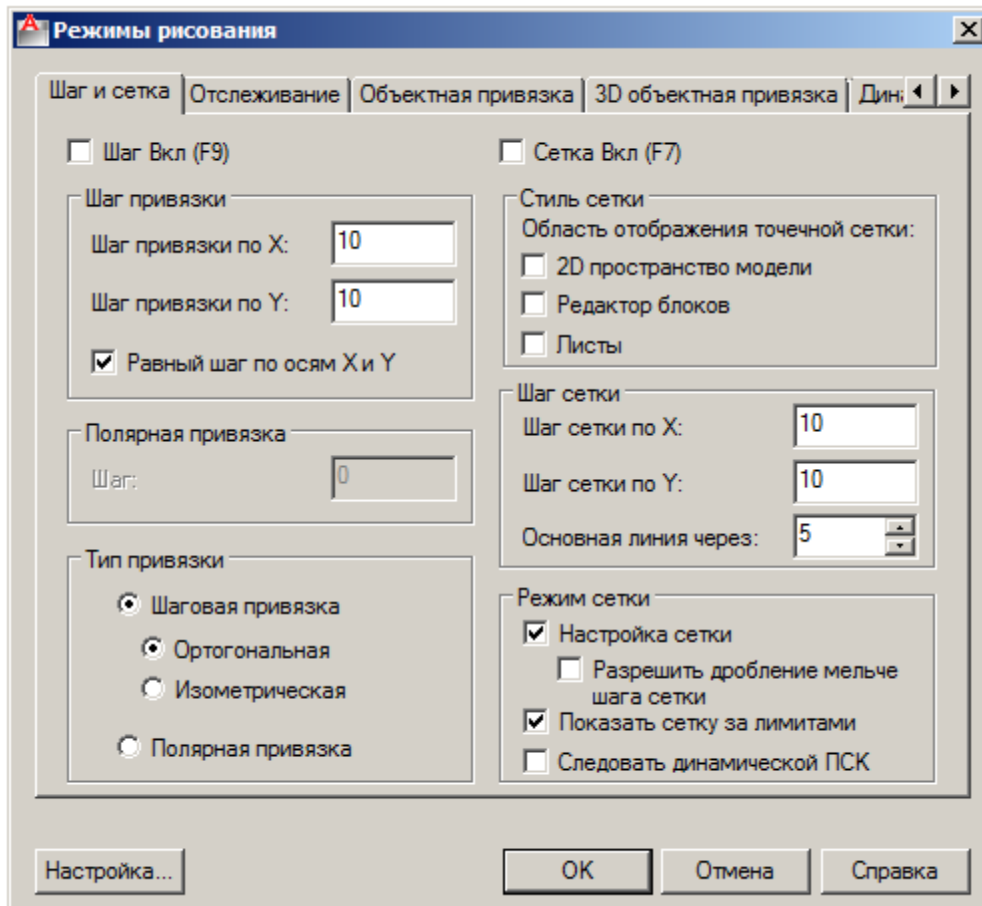 Режимы рисования
Шаг и сетка
Отслеживание
Объектная привязка
3D объектная привязка
Дин
Шаг Вкл (F9)
Шаг привязки
Шаг привязки по X:
10
Шаг привязки по Y:
10
Равный шаг по осям X и Y
Полярная привязка
Шаг:
0
Тип привязки
Шаговая привязка
Ортогональная
Изометрическая
Полярная привязка
Сетка Вкл (F7)
Стиль сетки
Область отображения точечной сетки:
2D пространство модели
Редактор блоков
Листы
Шаг сетки
Шаг сетки по X:
10
Шаг сетки по Y:
10
Основная линия через:
5
Режим сетки
Настройка сетки
Разрешить дробление мельче
шага сетки
Показать сетку за лимитами
Следовать динамической ПСК
Настройка...
OK
Отмена
Справка